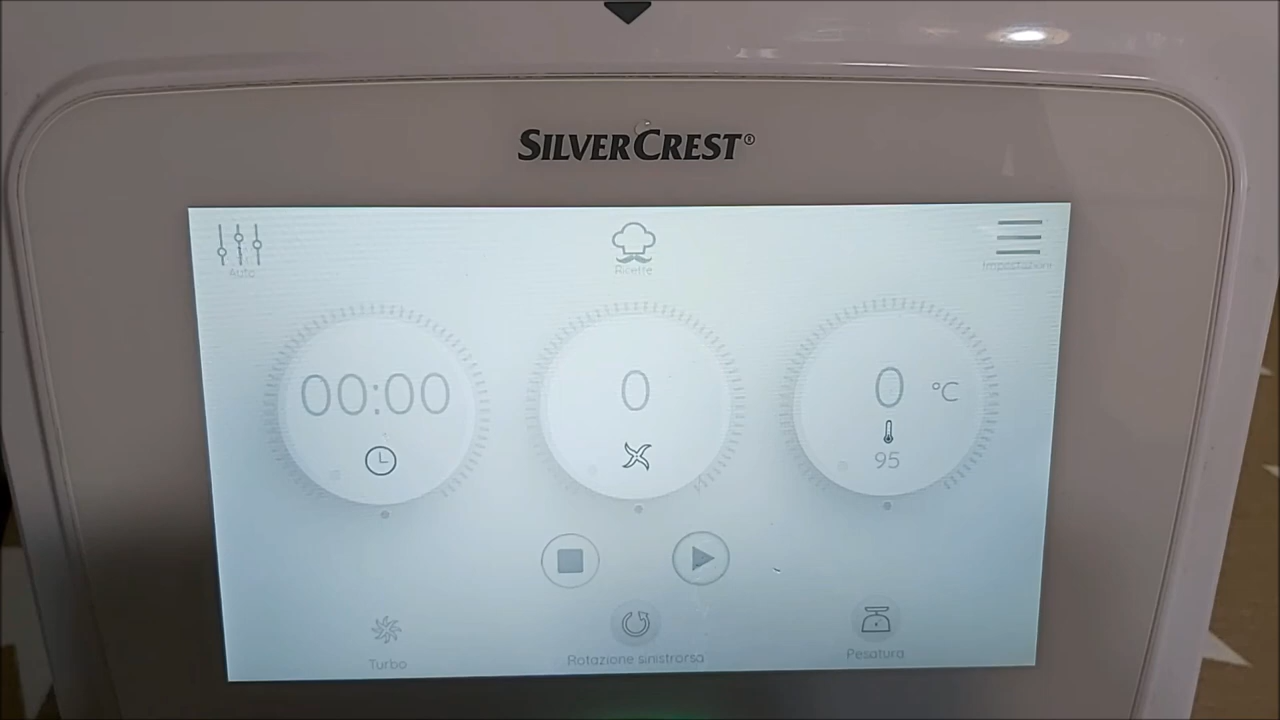 SILVERCREST®
Auto
Ricette
Impostazioni
00:00
0
0 °C
95
Turbo
Rotazione sinistrorsa
Pesatura